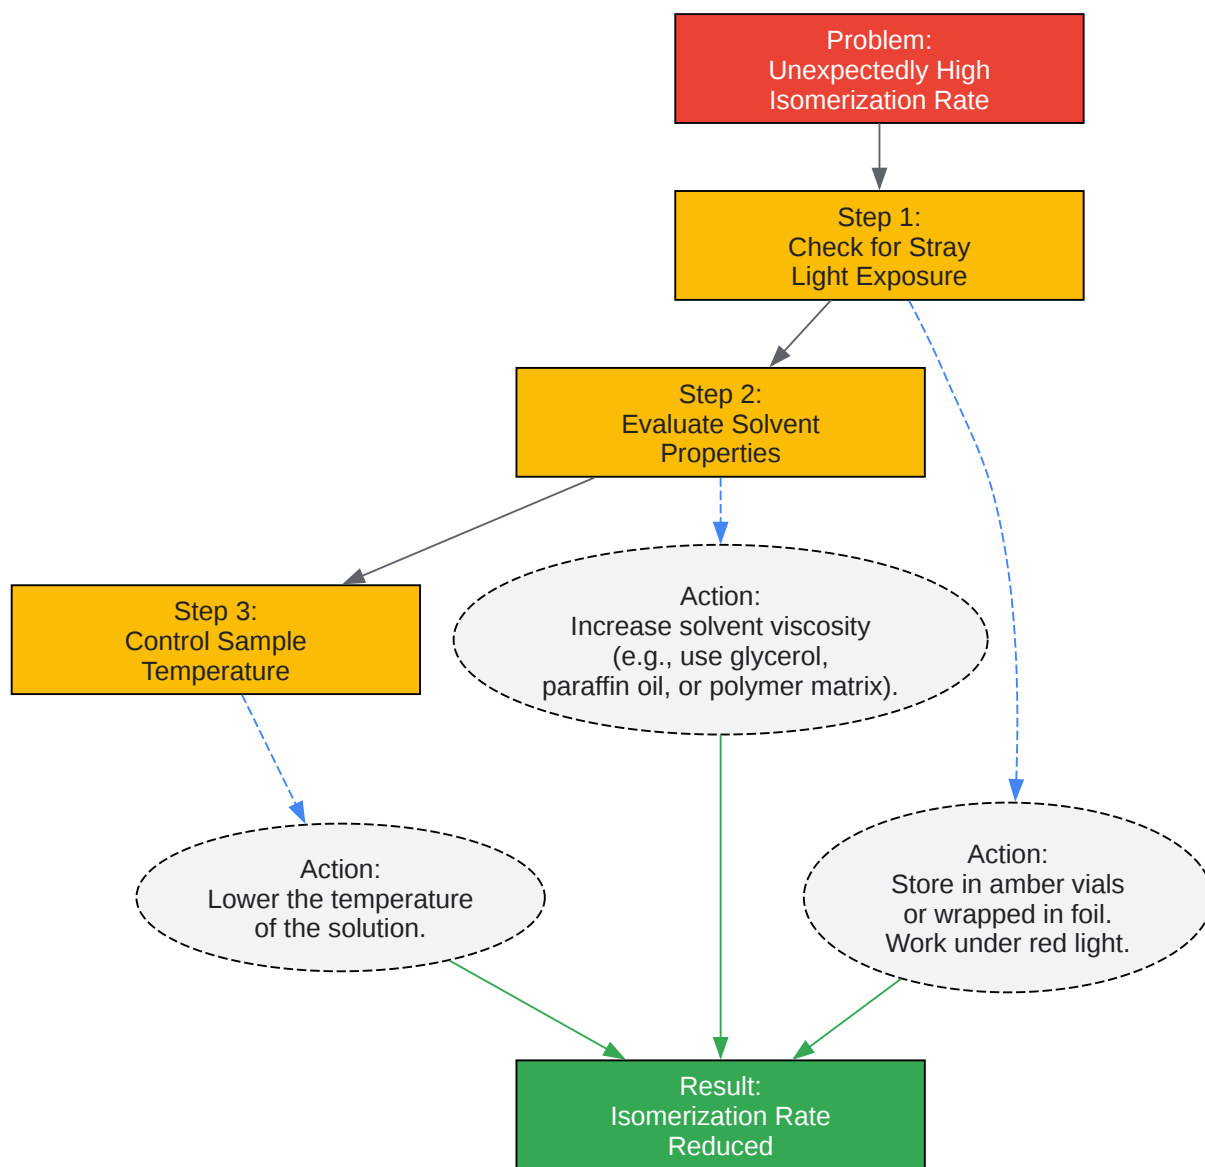 Problem:
Unexpectedly High
Isomerization Rate
Step 1:
Check for Stray
Light Exposure
Step 2:
Evaluate Solvent
Properties
Step 3:
Control Sample
Temperature
Action:
Increase solvent viscosity
(e.g., use glycerol,
paraffin oil, or polymer matrix).
Action:
Lower the temperature
of the solution.
Action:
Store in amber vials
or wrapped in foil.
Work under red light.
Result:
Isomerization Rate
Reduced